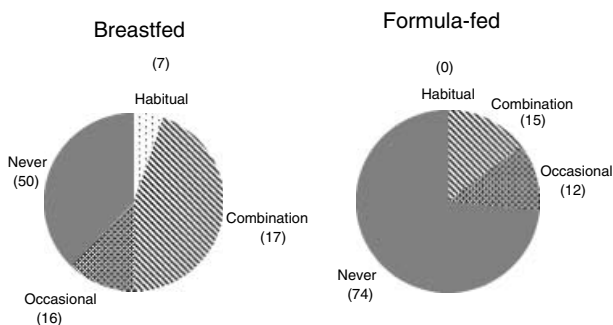 Breastfed
(7)
Habitual
Never
(50)
Combination
(17)
Occasional
(16)
Formula-fed
(0)
Habitual
Combination
(15)
Occasional
(12)
Never
(74)